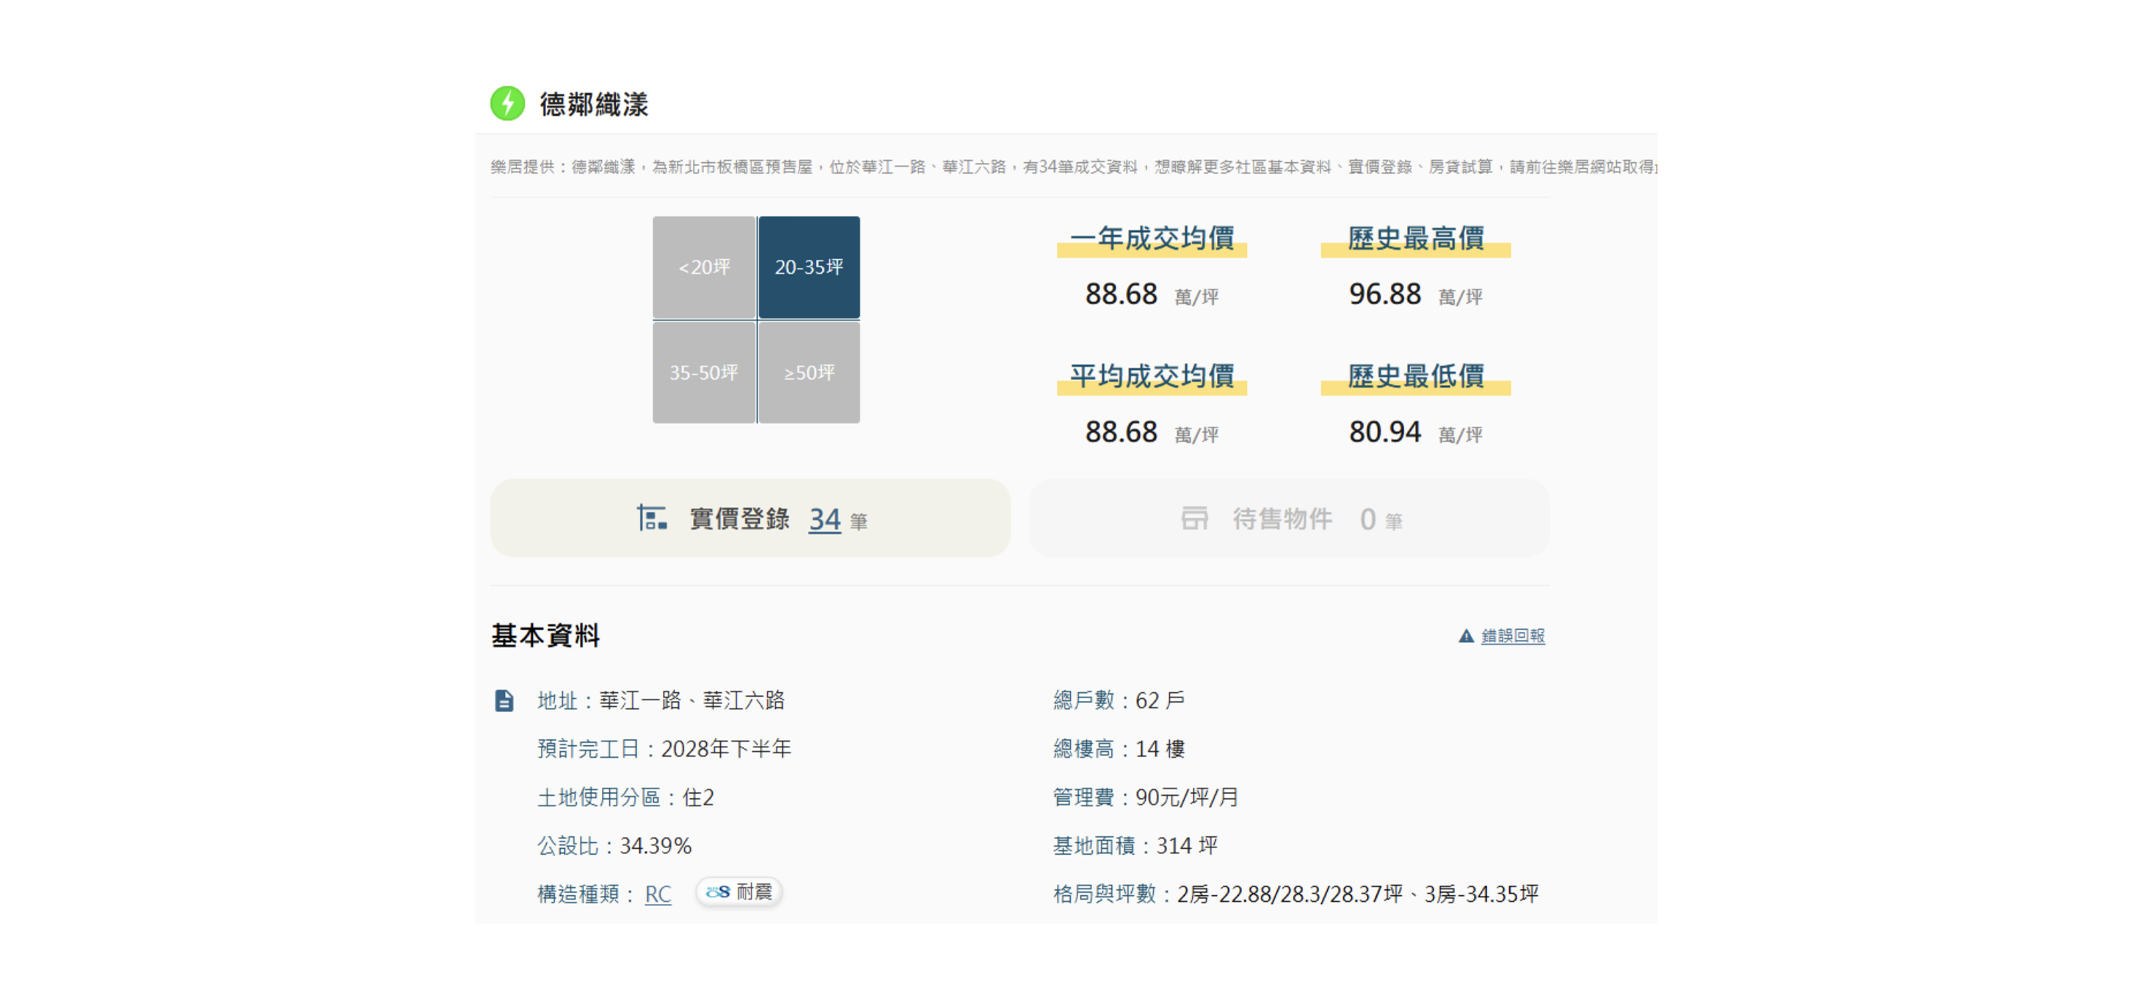 德鄰織漾
樂居提供：德鄰織漾，為新北市板橋區預售屋，位於華江一路、華江六路，有34筆成交資料，想瞭解更多社區基本資料、實價登錄、房貸試算，請前往樂居網站取得
<20坪 20-35坪
35-50坪 ≥50坪
一年成交均價 歷史最高價
88.68 萬/坪 96.88 萬/坪
平均成交均價 歷史最低價
88.68 萬/坪 80.94 萬/坪
實價登錄 34 筆 待售物件 0 筆
基本資料 錯誤回報
地址：華江一路、華江六路 總戶數：62 戶
預計完工日：2028年下半年 總樓高：14 樓
土地使用分區：住2 管理費：90元/坪/月
公設比：34.39% 基地面積：314 坪
構造種類： RC 耐震 格局與坪數：2房-22.88/28.3/28.37坪、3房-34.35坪